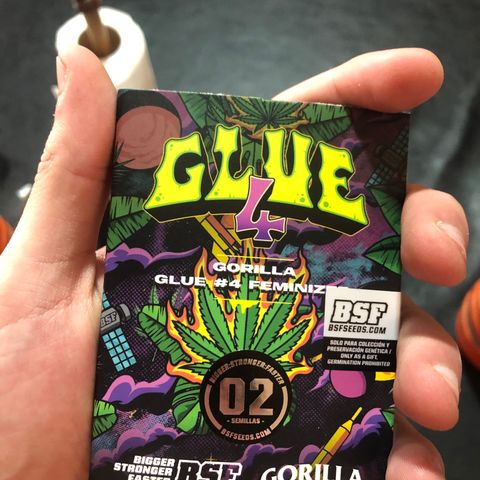 GLUE
4
GORILLA
GLUE #4 FEMINIZ
BSF
BSFSEEDS.COM
SOLO PARA COLECCIÓN Y
PRESERVACIÓN GENÉTICA /
ONLY AS A GIFT,
GERMINATION PROHIBITED
BSF
BIGGER·STRONGER·FASTER
02
- SEMILLAS -
BSFSEEDS.COM
BIGGER
STRONGER
FASTER
BSF
GORILLA